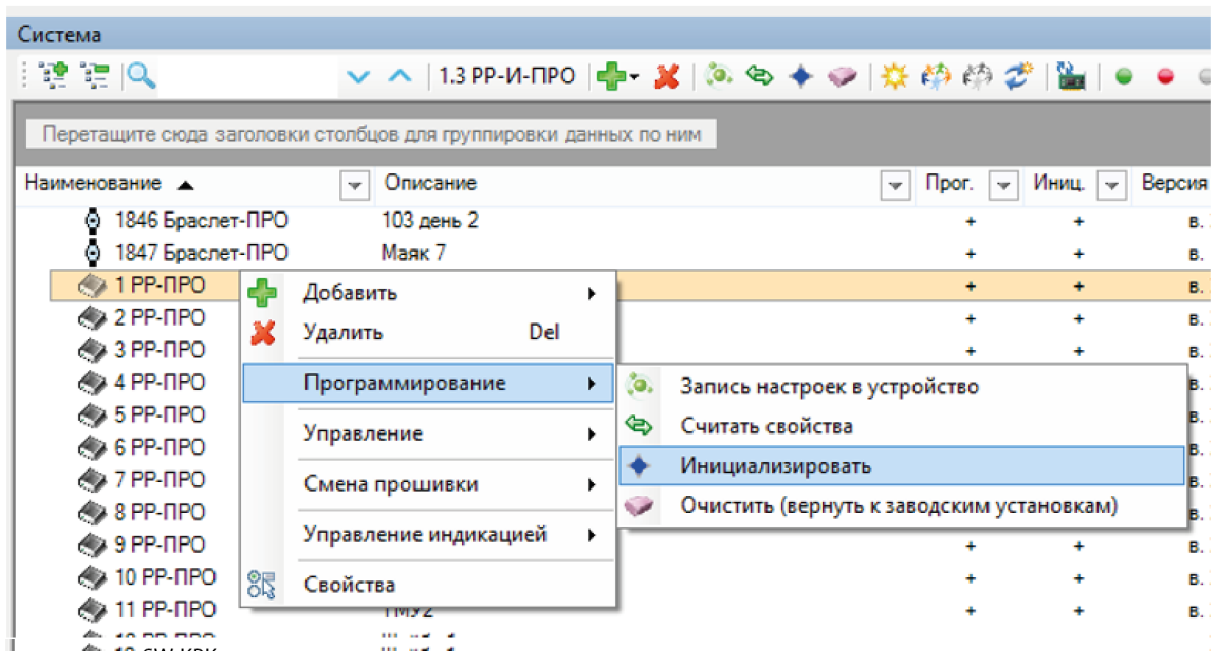 Система
1.3 РР-И-ПРО
Перетащите сюда заголовки столбцов для группировки данных по ним
Наименование Описание Прог. Иниц. Версия
1846 Браслет-ПРО 103 день 2 + + в.
1847 Браслет-ПРО Маяк 7 + + в.
1 РР-ПРО + + в.
Добавить
2 РР-ПРО + + в.
Удалить Del
3 РР-ПРО + + в.
4 РР-ПРО Программирование Запись настроек в устройство в.
5 РР-ПРО Считать свойства в.
Управление
6 РР-ПРО Инициализировать в.
7 РР-ПРО Смена прошивки в.
8 РР-ПРО Очистить (вернуть к заводским установкам) в.
9 РР-ПРО Управление индикацией + + в.
10 РР-ПРО Свойства + + в.
11 РР-ПРО ТМУ2 + + в.